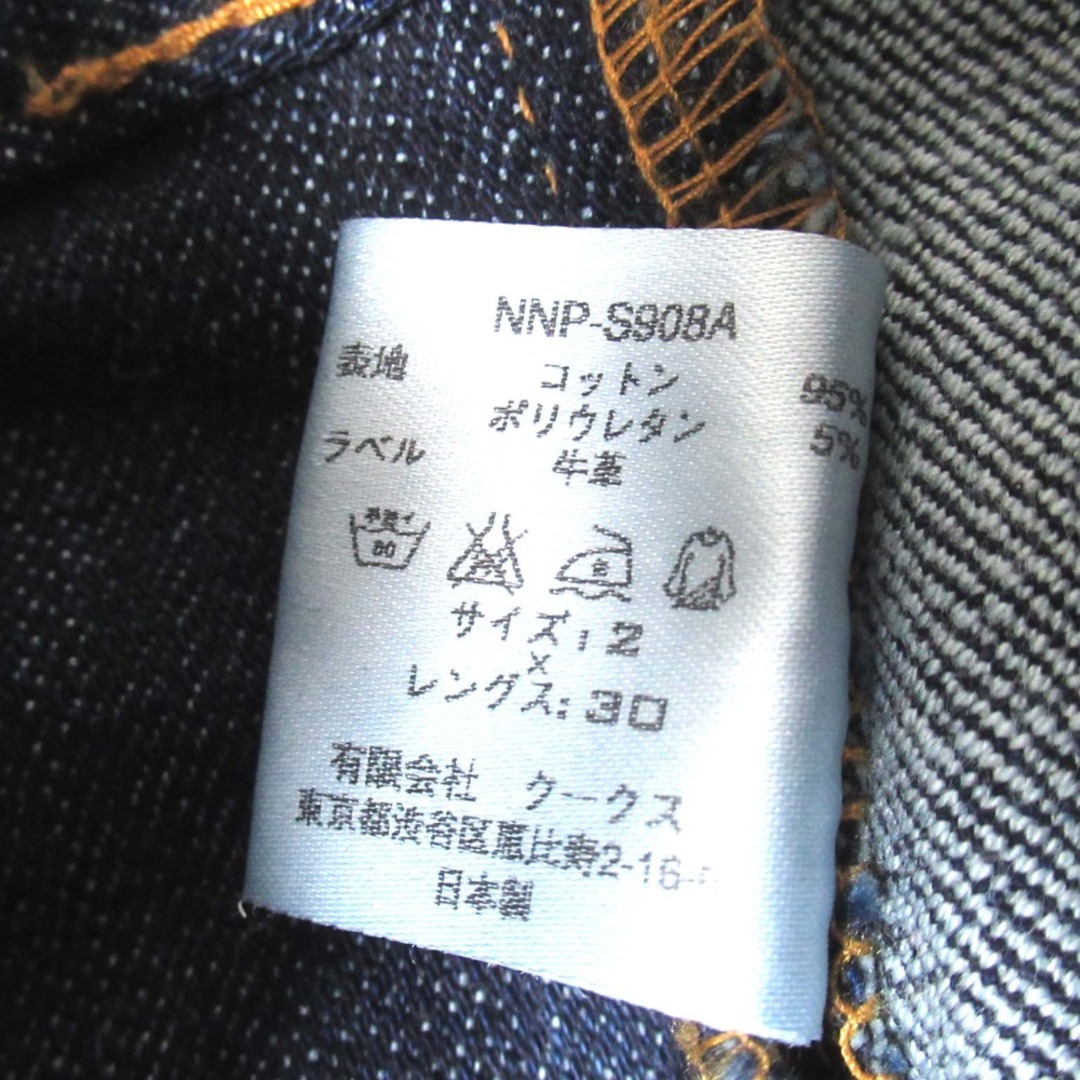 NNP-S908A
表地 コットン 95%
ポリウレタン 5%
ラベル 牛革
サイズ: 2
x
レングス: 30
有限会社 クークス
東京都渋谷区恵比寿2-16-
日本製